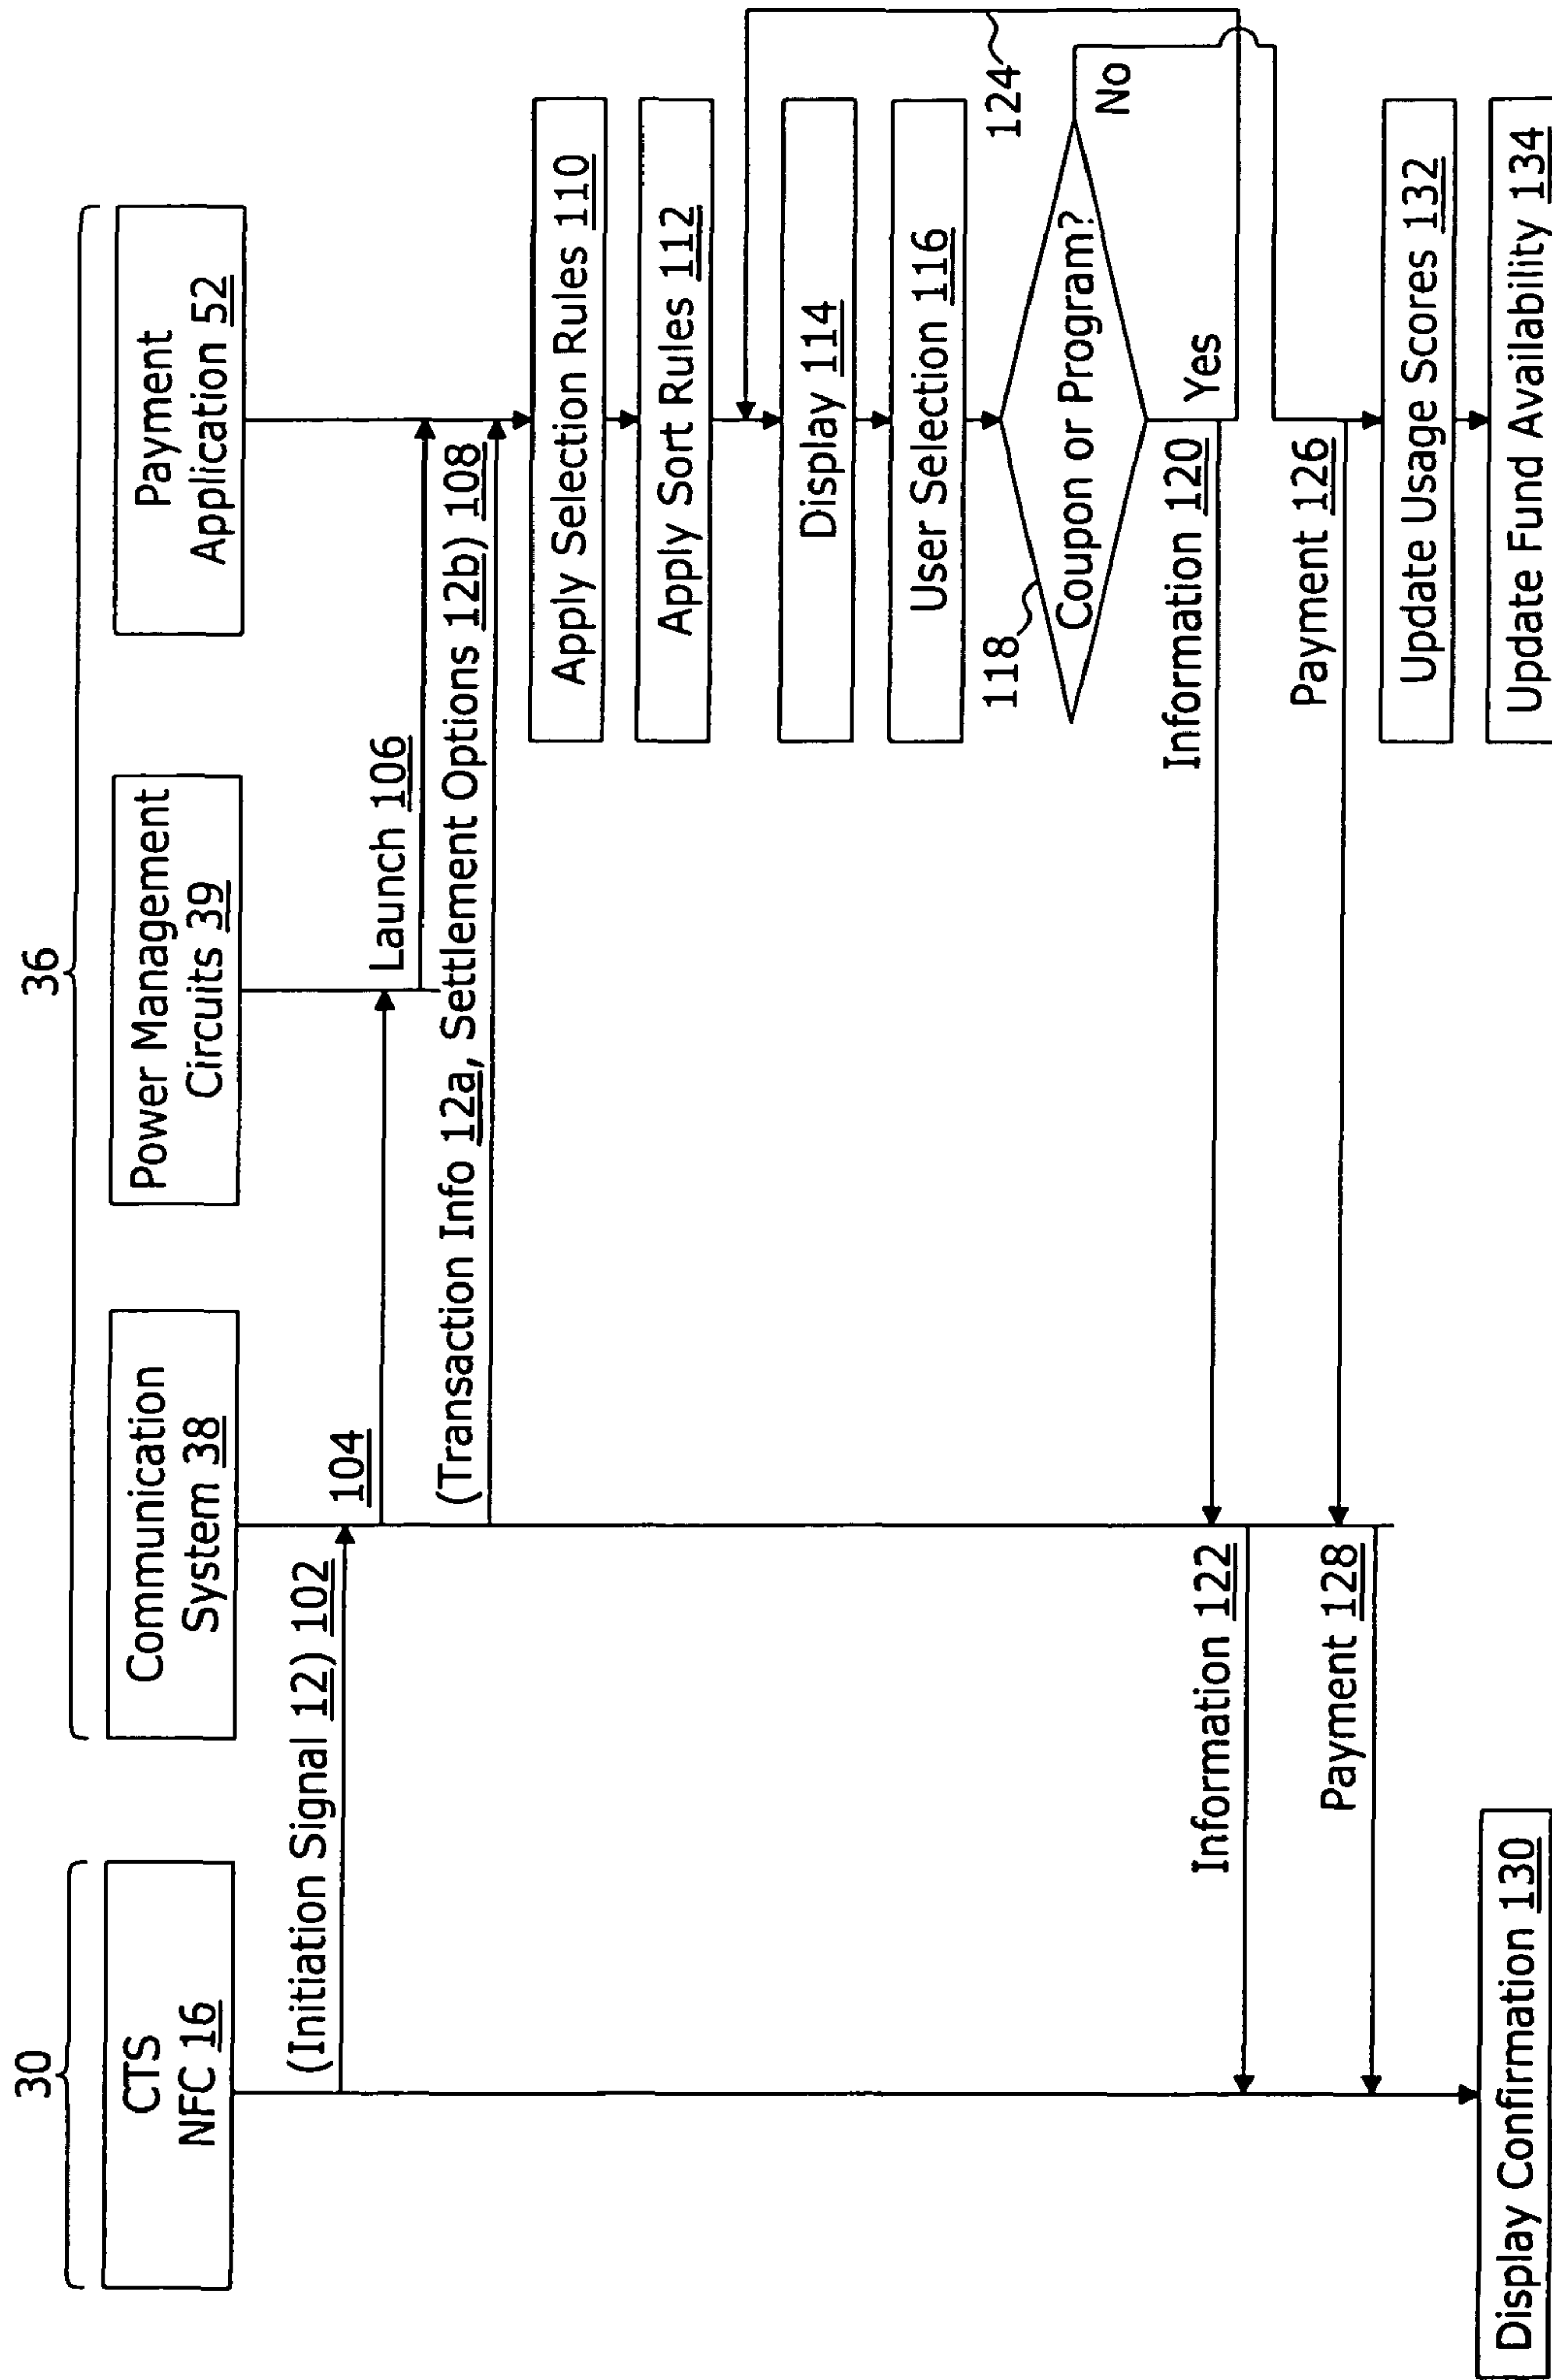 30
36
CTS
NFC 16
Communication
System 38
Power Management
Circuits 39
Payment
Application 52
(Initiation Signal 12) 102
104
Launch 106
(Transaction Info 12a, Settlement Options 12b) 108
Apply Selection Rules 110
Apply Sort Rules 112
Display 114
User Selection 116
118
Coupon or Program?
124
No
Yes
Information 120
Information 122
Payment 126
Payment 128
Display Confirmation 130
Update Usage Scores 132
Update Fund Availability 134